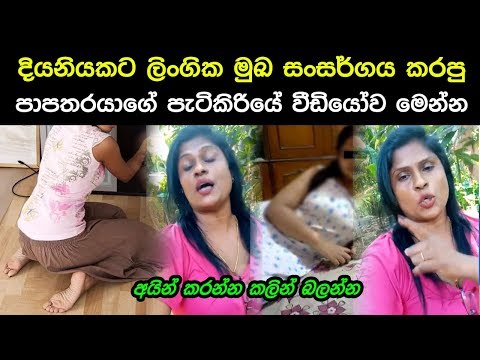 දියනියකට ලිංගික මුඛ සංසර්ගය කරපු
පාපතරයාගේ පැටිකිරියේ වීඩියෝව මෙන්න
අයින් කරන්න කලින් බලන්න